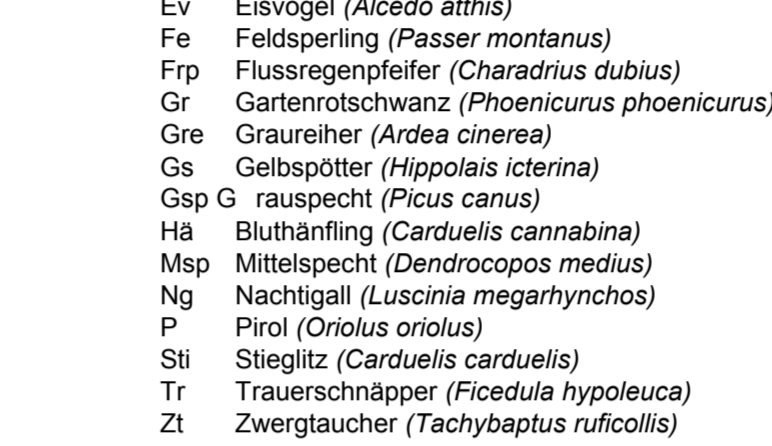 Ev Eisvogel (Alcedo atthis)
Fe Feldsperling (Passer montanus)
Frp Flussregenpfeifer (Charadrius dubius)
Gr Gartenrotschwanz (Phoenicurus phoenicurus)
Gre Graureiher (Ardea cinerea)
Gs Gelbspötter (Hippolais icterina)
Gsp G rauspecht (Picus canus)
Hä Bluthänfling (Carduelis cannabina)
Msp Mittelspecht (Dendrocopos medius)
Ng Nachtigall (Luscinia megarhynchos)
P Pirol (Oriolus oriolus)
Sti Stieglitz (Carduelis carduelis)
Tr Trauerschnäpper (Ficedula hypoleuca)
Zt Zwergtaucher (Tachybaptus ruficollis)